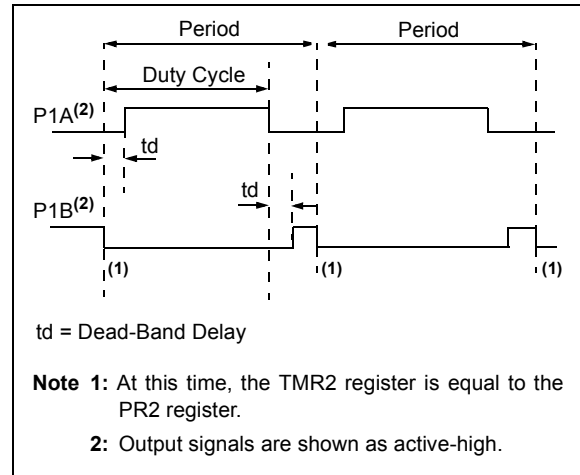 Period Period
Duty Cycle
P1A(2)
td
td
P1B(2)
(1) (1) (1)
td = Dead-Band Delay
Note 1: At this time, the TMR2 register is equal to the
PR2 register.
2: Output signals are shown as active-high.